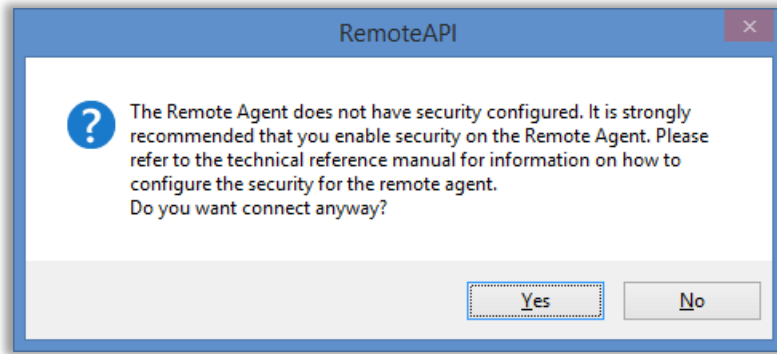 RemoteAPI
The Remote Agent does not have security configured. It is strongly
recommended that you enable security on the Remote Agent. Please
refer to the technical reference manual for information on how to
configure the security for the remote agent.
Do you want connect anyway?
Yes
No